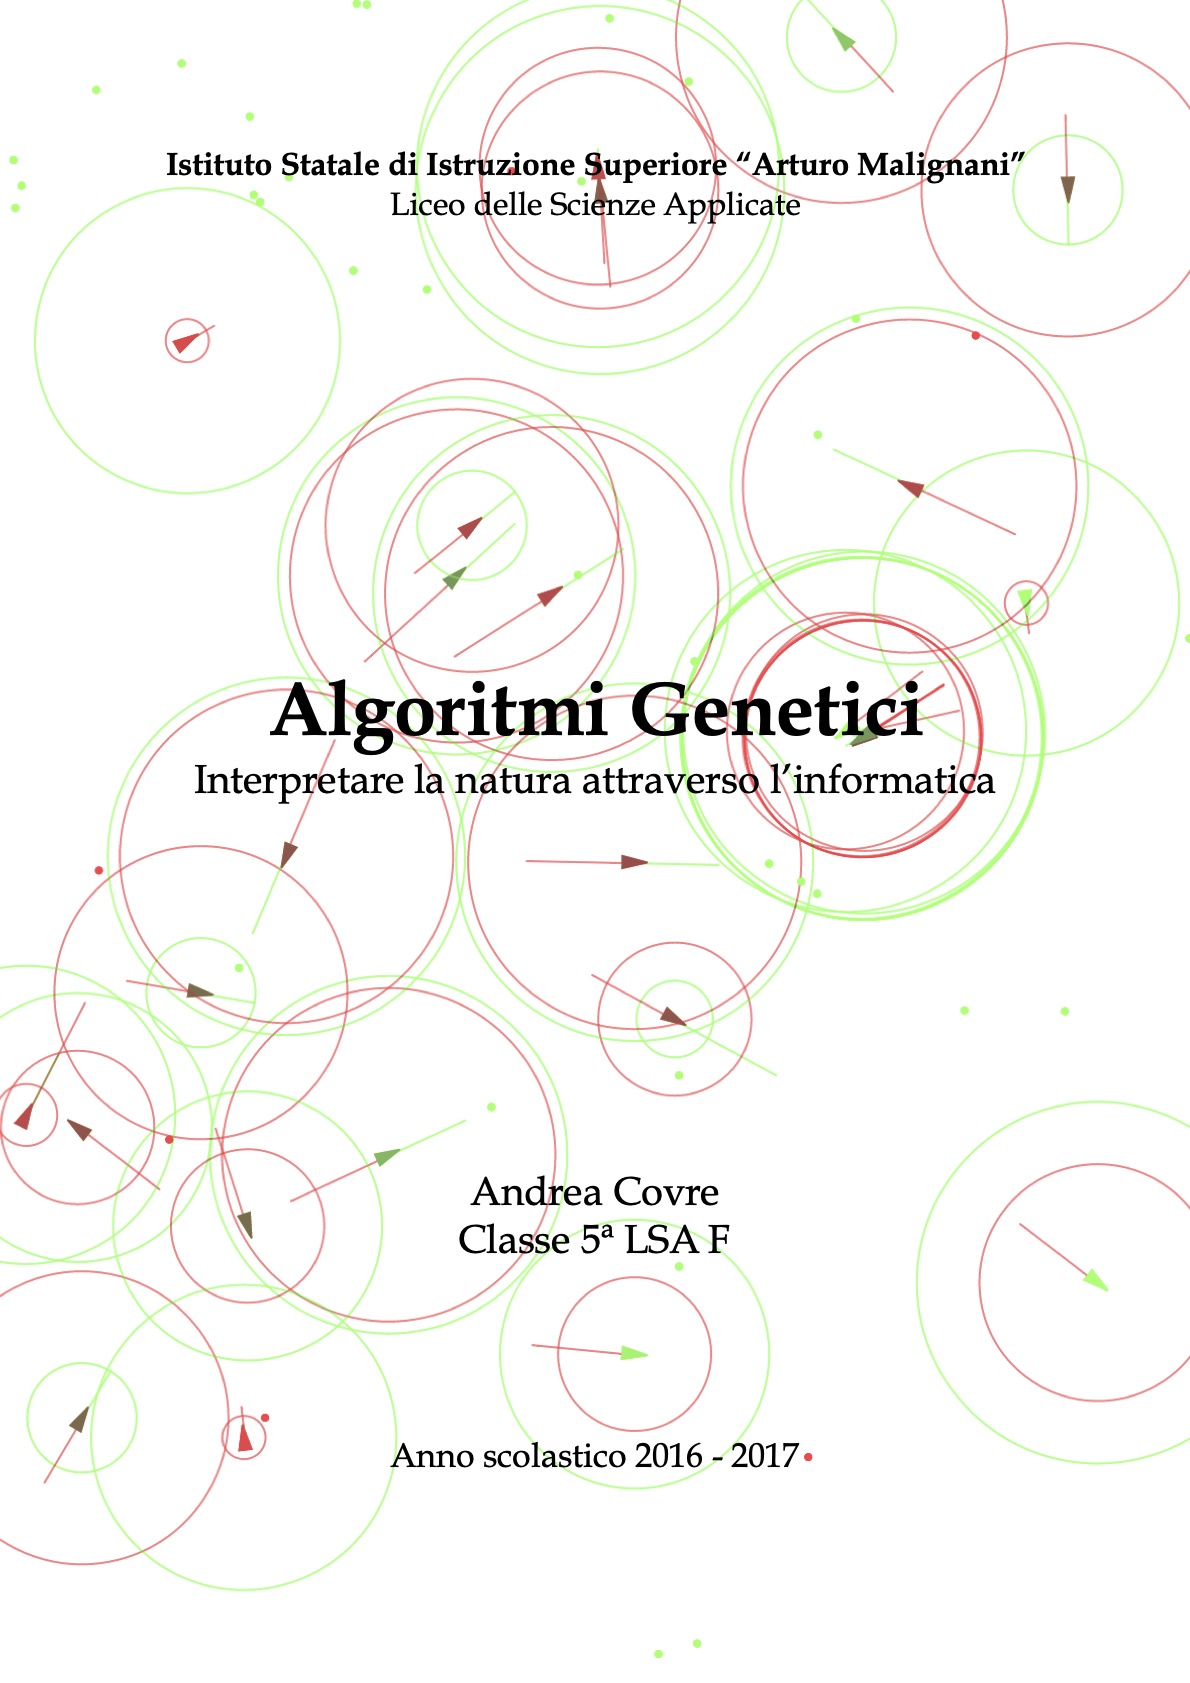 Istituto Statale di Istruzione Superiore “Arturo Malignani”
Liceo delle Scienze Applicate
Algoritmi Genetici
Interpretare la natura attraverso l’informatica
Andrea Covre
Classe 5ª LSA F
Anno scolastico 2016 - 2017